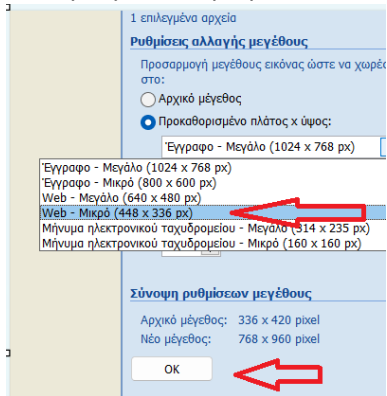 1 επιλεγμένα αρχεία
Ρυθμίσεις αλλαγής μεγέθους
Προσαρμογή μεγέθους εικόνας ώστε να χωρέσ
στο:
Αρχικό μέγεθος
Προκαθορισμένο πλάτος x ύψος:
Έγγραφο - Μεγάλο (1024 x 768 px)
Έγγραφο - Μεγάλο (1024 x 768 px)
Έγγραφο - Μικρό (800 x 600 px)
Web - Μεγάλο (640 x 480 px)
Web - Μικρό (448 x 336 px)
Μήνυμα ηλεκτρονικού ταχυδρομείου - Μεγάλο (314 x 235 px)
Μήνυμα ηλεκτρονικού ταχυδρομείου - Μικρό (160 x 160 px)
Σύνοψη ρυθμίσεων μεγέθους
Αρχικό μέγεθος: 336 x 420 pixel
Νέο μέγεθος: 768 x 960 pixel
OK